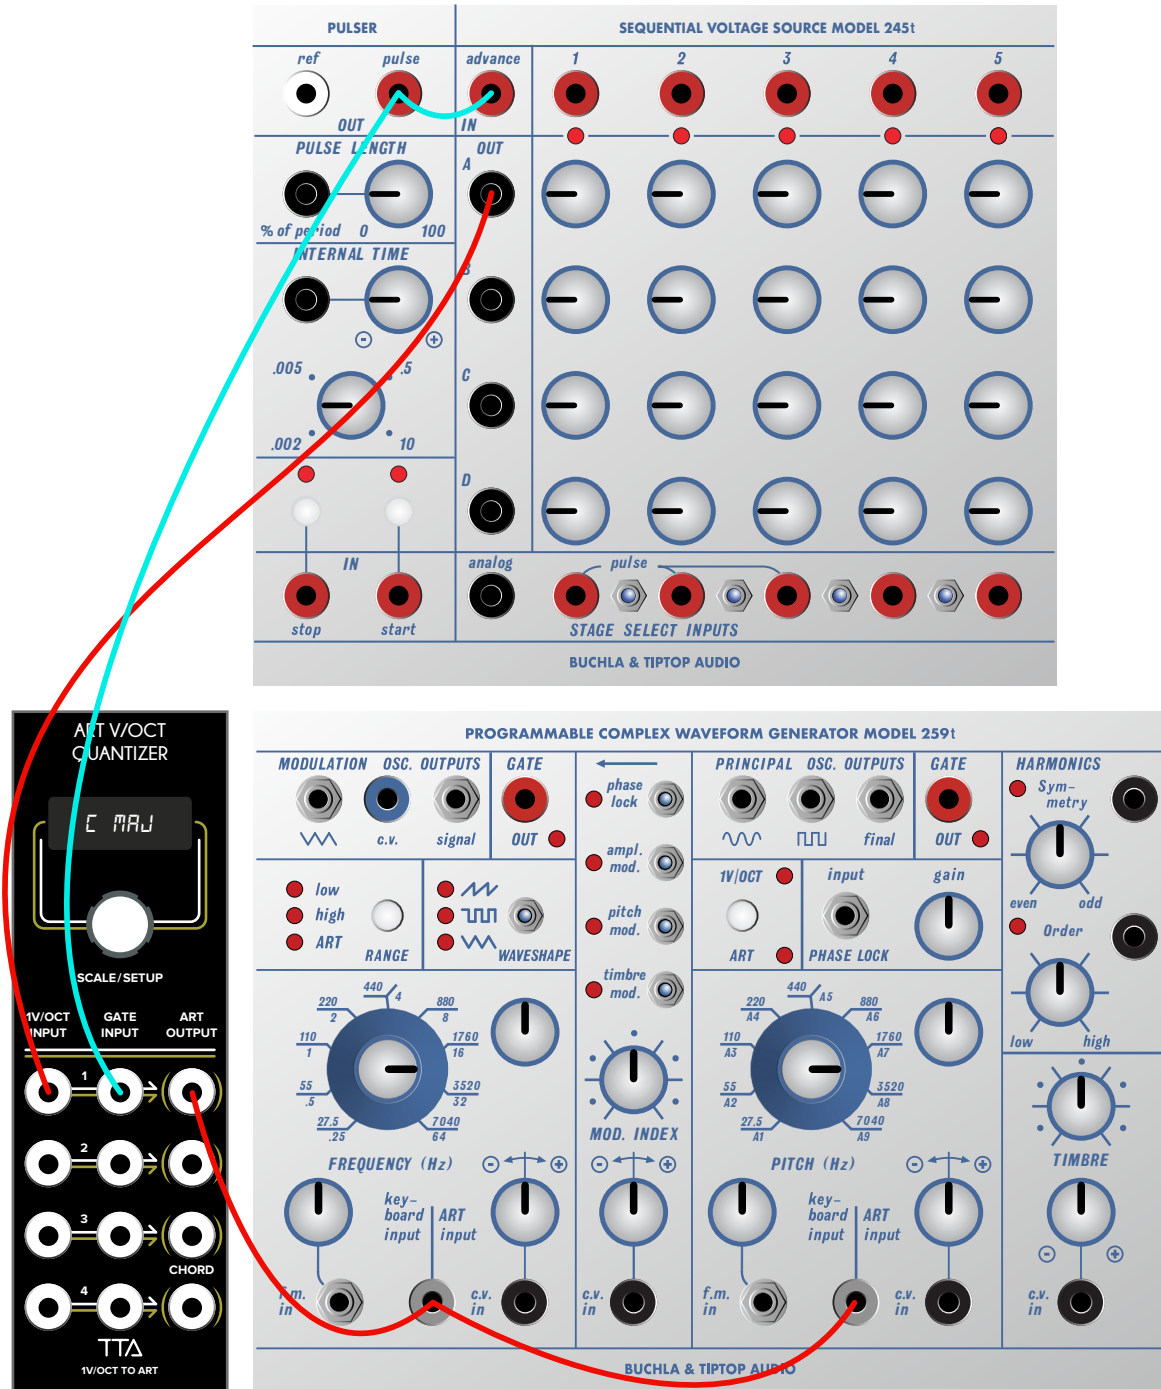 PULSER
SEQUENTIAL VOLTAGE SOURCE MODEL 245t
ref
pulse
advance
1
2
3
4
5
OUT
IN
PULSE LENGTH
OUT
A
% of period
0
100
INTERNAL TIME
B
.005
.5
C
.002
10
D
IN
analog
pulse
stop
start
STAGE SELECT INPUTS
BUCHLA & TIPTOP AUDIO
ART V/OCT
QUANTIZER
C MAJ
SCALE/SETUP
1V/OCT
INPUT
GATE
INPUT
ART
OUTPUT
1
2
3
CHORD
4
TTA
1V/OCT TO ART
PROGRAMMABLE COMPLEX WAVEFORM GENERATOR MODEL 259t
MODULATION OSC. OUTPUTS
GATE
c.v.
signal
OUT
phase
lock
PRINCIPAL OSC. OUTPUTS
GATE
final
OUT
HARMONICS
Sym-
metry
even
odd
low
high
ART
RANGE
WAVESHAPE
ampl.
mod.
pitch
mod.
timbre
mod.
1V/OCT
ART
input
PHASE LOCK
gain
Order
low
high
440
4
220
2
880
8
110
1
1760
16
55
.5
3520
32
27.5
.25
7040
64
FREQUENCY (Hz)
MOD. INDEX
440
A5
220
A4
880
A6
110
A3
1760
A7
55
A2
3520
A8
27.5
A1
7040
A9
PITCH (Hz)
TIMBRE
key-
board
input
ART
input
f.m.
in
c.v.
in
c.v.
in
key-
board
input
ART
input
f.m.
in
c.v.
in
c.v.
in
BUCHLA & TIPTOP AUDIO